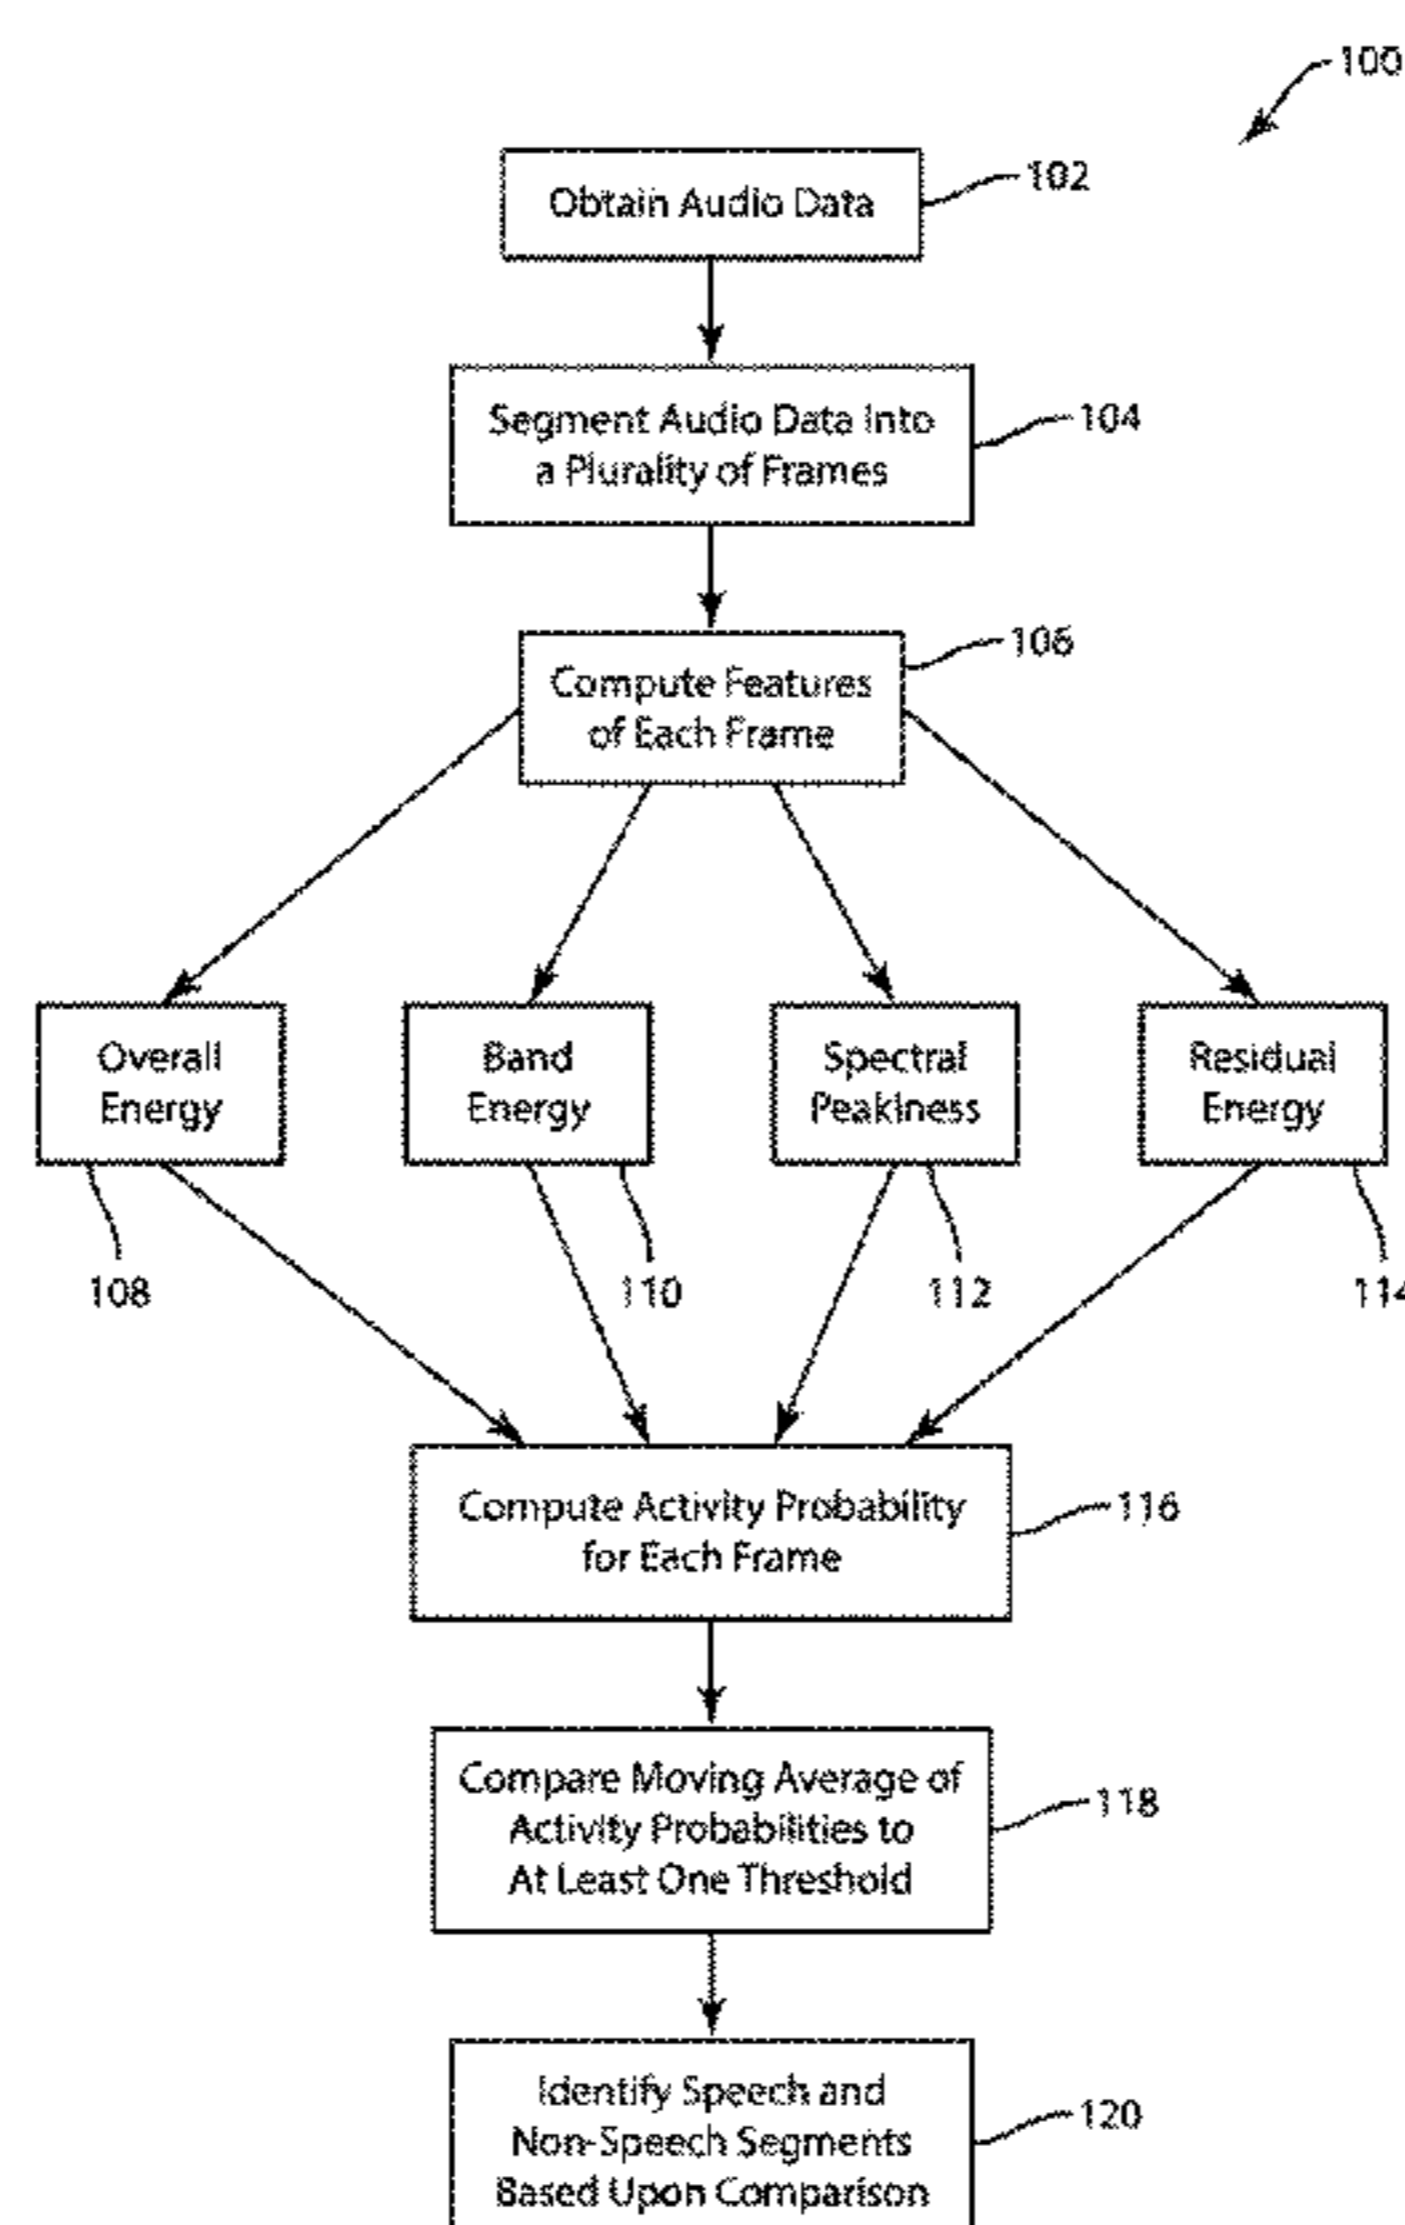 100
Obtain Audio Data
102
Segment Audio Data Into
a Plurality of Frames
104
Compute Features
of Each Frame
106
Overall
Energy
Band
Energy
Spectral
Peakiness
Residual
Energy
108
110
112
114
Compute Activity Probability
for Each Frame
116
Compare Moving Average of
Activity Probabilities to
At Least One Threshold
118
Identify Speech and
Non-Speech Segments
Based Upon Comparison
120